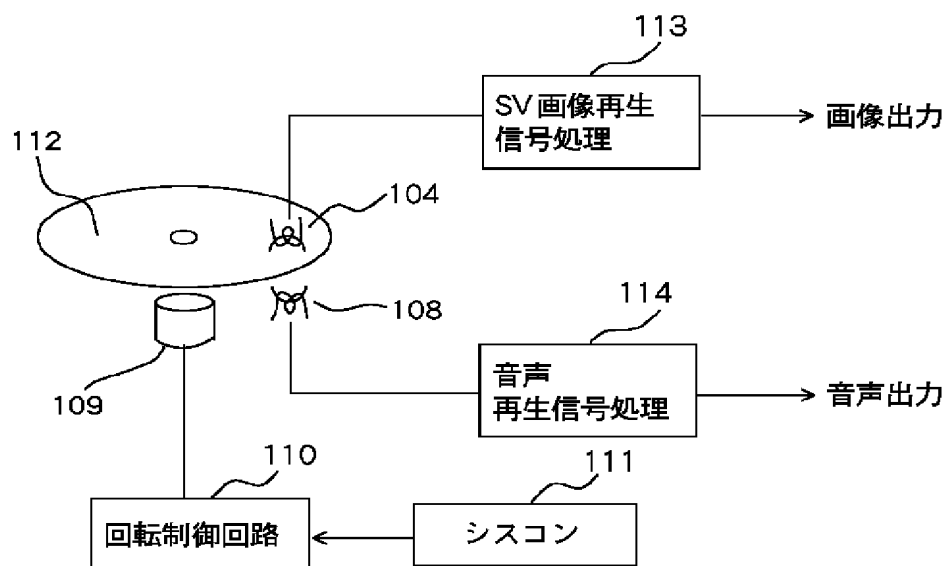 113
SV画像再生
信号処理
画像出力
112
104
108
114
音声
再生信号処理
音声出力
109
110
回転制御回路
111
シスコン